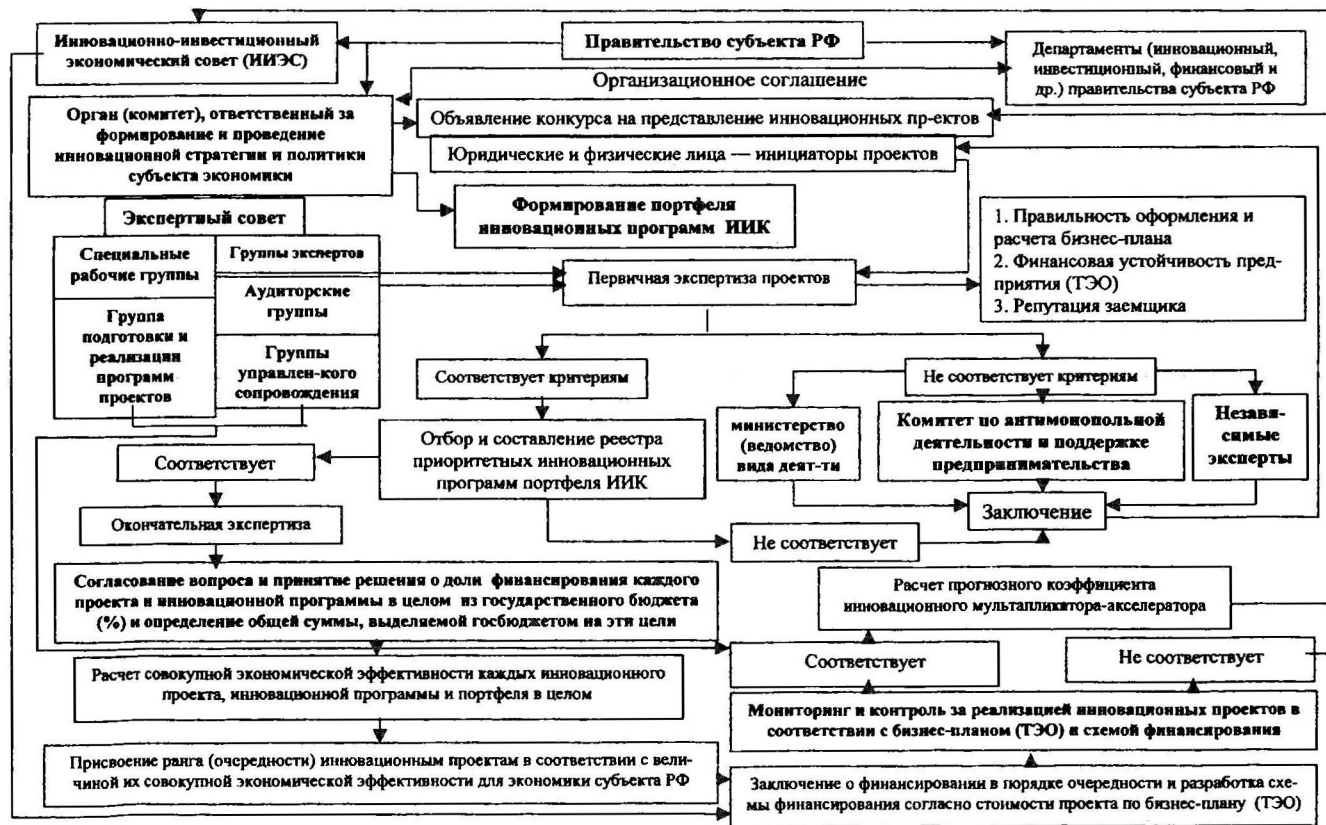 Инновационно-инвестиционный
экономический совет (ИИЭС)
Правительство субъекта РФ
Департаменты (инновационный,
инвестиционный, финансовый и
др.) правительства субъекта РФ
Организационное соглашение
Орган (комитет), ответственный за
формирование и проведение
инновационной стратегии и политики
субъекта экономики
Объявление конкурса на представление инновационных пр-ектов
Юридические и физические лица — инициаторы проектов
Формирование портфеля
инновационных программ ИИК
Экспертный совет
Специальные
рабочие группы
Группы экспертов
Аудиторские
группы
Группа
подготовки и
реализации
программ
проектов
Группы
управлен-кого
сопровождения
Первичная экспертиза проектов
1. Правильность оформления и
расчета бизнес-плана
2. Финансовая устойчивость пред-
приятия (ТЭО)
3. Репутация заемщика
Соответствует критериям
Не соответствует критериям
министерство
(ведомство)
вида деят-ти
Комитет по антимонопольной
деятельности и поддержке
предпринимательства
Независи-
симые
эксперты
Отбор и составление реестра
приоритетных инновационных
программ портфеля ИИК
Соответствует
Заключение
Окончательная экспертиза
Не соответствует
Согласование вопроса и принятие решения о доли финансирования каждого
проекта и инновационной программы в целом из государственного бюджета
(%) и определение общей суммы, выделяемой госбюджетом на эти цели
Расчет прогнозного коэффициента
инновационного мультапликатора-акселератора
Соответствует
Не соответствует
Расчет совокупной экономической эффективности каждых инновационного
проекта, инновационной программы и портфеля в целом
Мониторинг и контроль за реализацией инновационных проектов в
соответствии с бизнес-планом (ТЭО) и схемой финансирования
Присвоение ранга (очередности) инновационным проектам в соответствии с вели-
чиной их совокупной экономической эффективности для экономики субъекта РФ
Заключение о финансировании в порядке очередности и разработка схе-
мы финансирования согласно стоимости проекта по бизнес-плану (ТЭО)